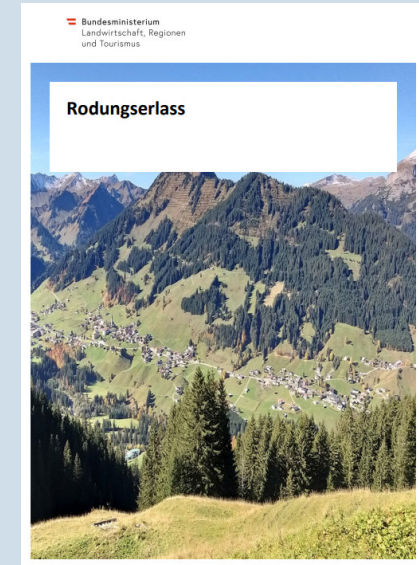 Bundesministerium
Landwirtschaft, Regionen
und Tourismus
Rodungserlass